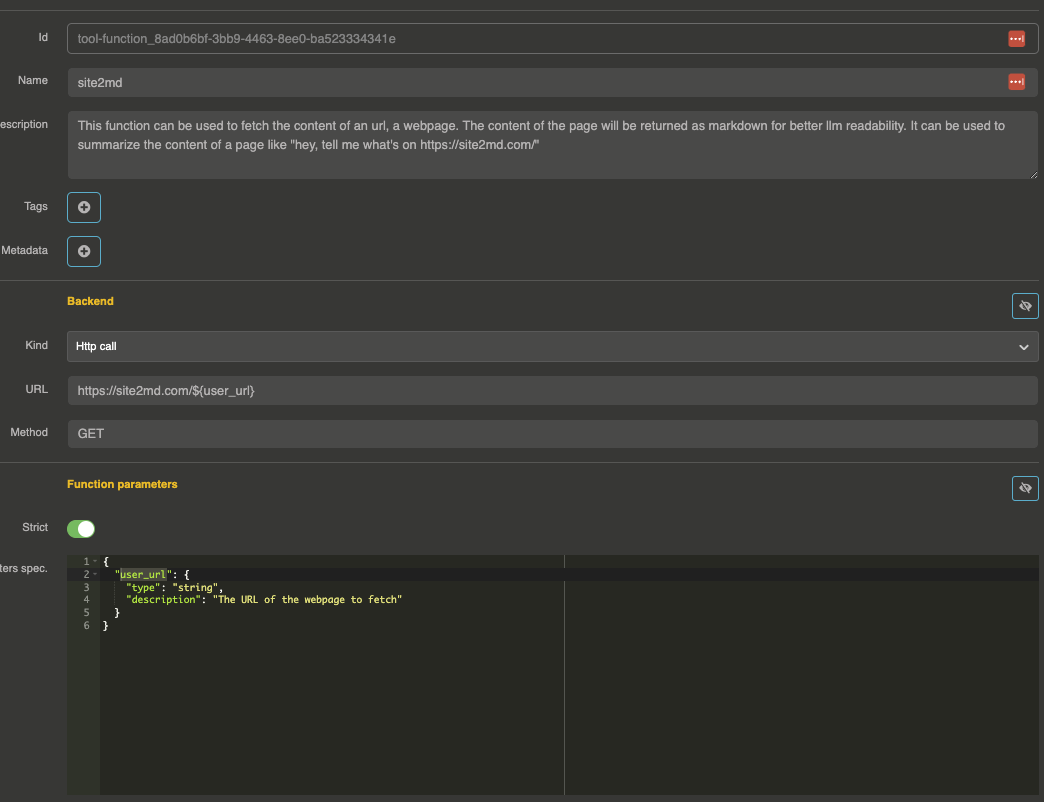 Id
tool-function_8ad0b6bf-3bb9-4463-8ee0-ba523334341e
Name
site2md
escription
This function can be used to fetch the content of an url, a webpage. The content of the page will be returned as markdown for better llm readability. It can be used to
summarize the content of a page like "hey, tell me what's on https://site2md.com/"
Tags
Metadata
Backend
Kind
Http call
URL
https://site2md.com/${user_url}
Method
GET
Function parameters
Strict
ters spec.
1 {
2 "user_url": {
3 "type": "string",
4 "description": "The URL of the webpage to fetch"
5 }
6 }